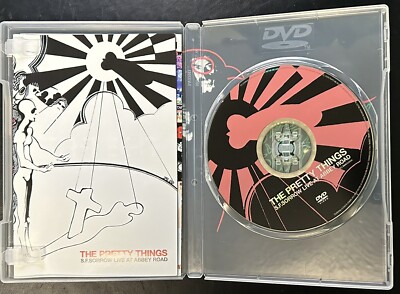 THE PRETTY THINGS
S.F.SORROW LIVE AT ABBEY ROAD
DVD
THE PRETTY THINGS
S.F.SORROW LIVE AT ABBEY ROAD
DVD